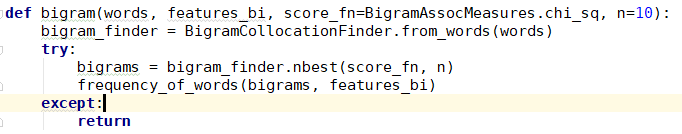 def bigram(words, features_bi, score_fn=BigramAssocMeasures.chi_sq, n=10):
    bigram_finder = BigramCollocationFinder.from_words(words)
    try:
        bigrams = bigram_finder.nbest(score_fn, n)
        frequency_of_words(bigrams, features_bi)
    except:
        return